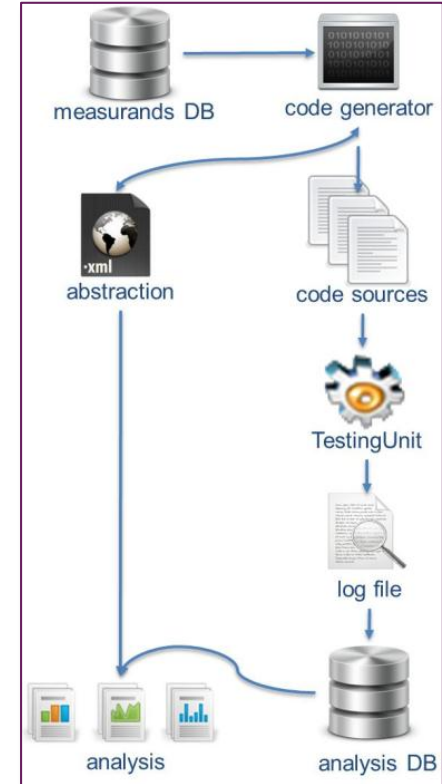 measurands DB
code generator
.xml
abstraction
code sources
TestingUnit
log file
analysis
analysis DB